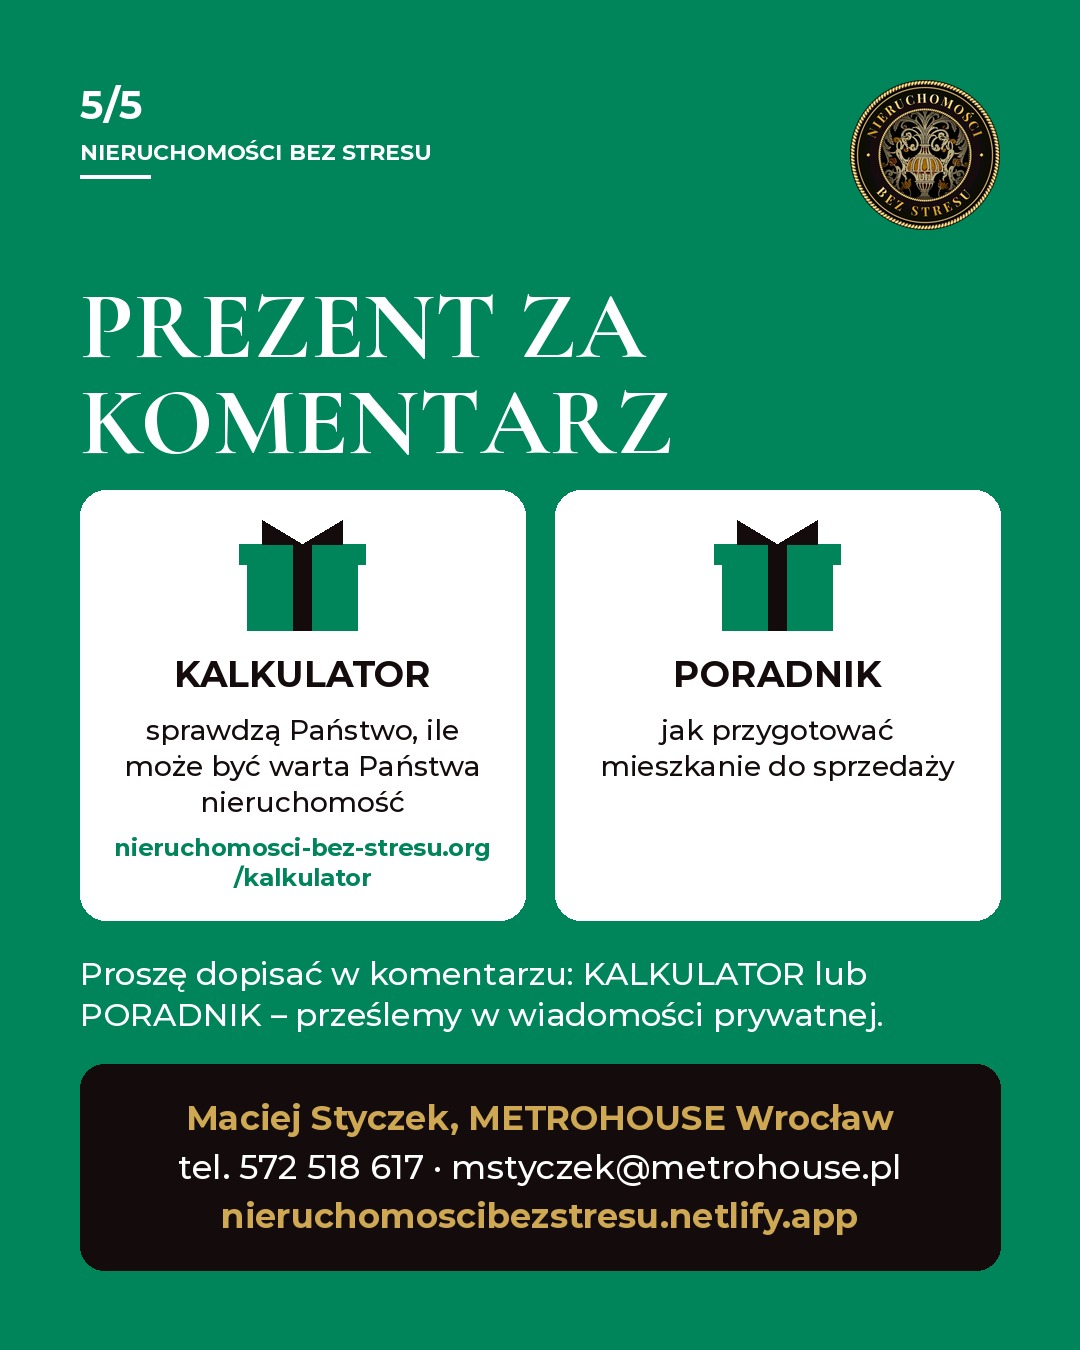 5/5
NIERUCHOMOŚCI BEZ STRESU
NIERUCHOMOŚCI
BEZ STRESU
PREZENT ZA
KOMENTARZ
KALKULATOR
sprawdzą Państwo, ile
może być warta Państwa
nieruchomość
nieruchomosci-bez-stresu.org
/kalkulator
PORADNIK
jak przygotować
mieszkanie do sprzedaży
Proszę dopisać w komentarzu: KALKULATOR lub
PORADNIK – prześlemy w wiadomości prywatnej.
Maciej Styczek, METROHOUSE Wrocław
tel. 572 518 617 · mstyczek@metrohouse.pl
nieruchomoscibezstresu.netlify.app